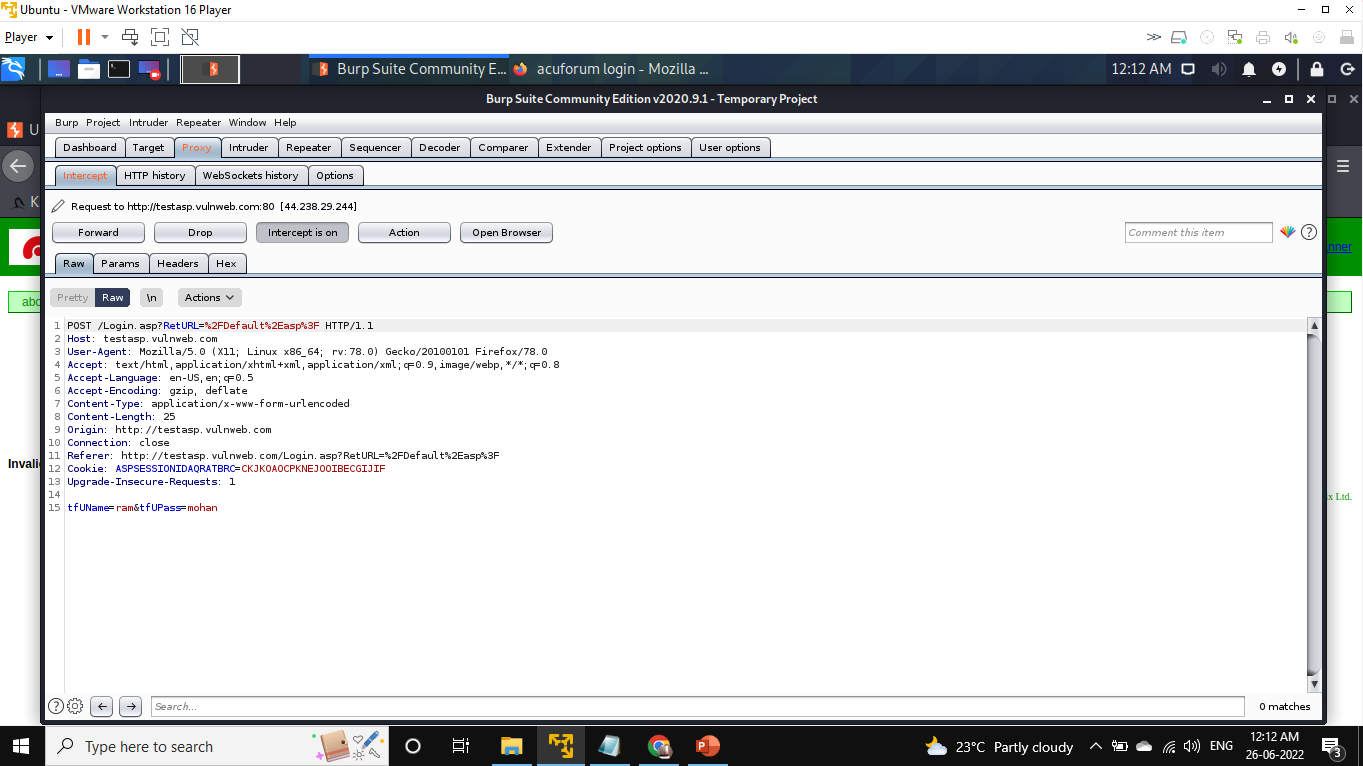 Ubuntu - VMware Workstation 16 Player
Player
Burp Suite Community E... acuforum login - Mozilla ... 12:12 AM
Burp Suite Community Edition v2020.9.1 - Temporary Project
U
Burp Project Intruder Repeater Window Help
Dashboard Target Proxy Intruder Repeater Sequencer Decoder Comparer Extender Project options User options
Intercept HTTP history WebSockets history Options
K
Request to http://testasp.vulnweb.com:80 [44.238.29.244]
Forward Drop Intercept is on Action Open Browser Comment this item ?
nner
Raw Params Headers Hex
abo
Pretty Raw \n Actions
1 POST /Login.asp?RetURL=%2FDefault%2Easp%3F HTTP/1.1
2 Host: testasp.vulnweb.com
3 User-Agent: Mozilla/5.0 (X11; Linux x86_64; rv:78.0) Gecko/20100101 Firefox/78.0
4 Accept: text/html,application/xhtml+xml,application/xml;q=0.9,image/webp,*/*;q=0.8
5 Accept-Language: en-US,en;q=0.5
6 Accept-Encoding: gzip, deflate
7 Content-Type: application/x-www-form-urlencoded
8 Content-Length: 25
9 Origin: http://testasp.vulnweb.com
10 Connection: close
11 Referer: http://testasp.vulnweb.com/Login.asp?RetURL=%2FDefault%2Easp%3F
12 Cookie: ASPSESSIONIDAQRATBRC=CKJKOAOCPKNEJOOIBECGIJIF
13 Upgrade-Insecure-Requests: 1
14
15 tfUName=ram&tfUPass=mohan
Invali
x Ltd.
? Search... 0 matches
Type here to search 23°C Partly cloudy ENG 12:12 AM
26-06-2022 3